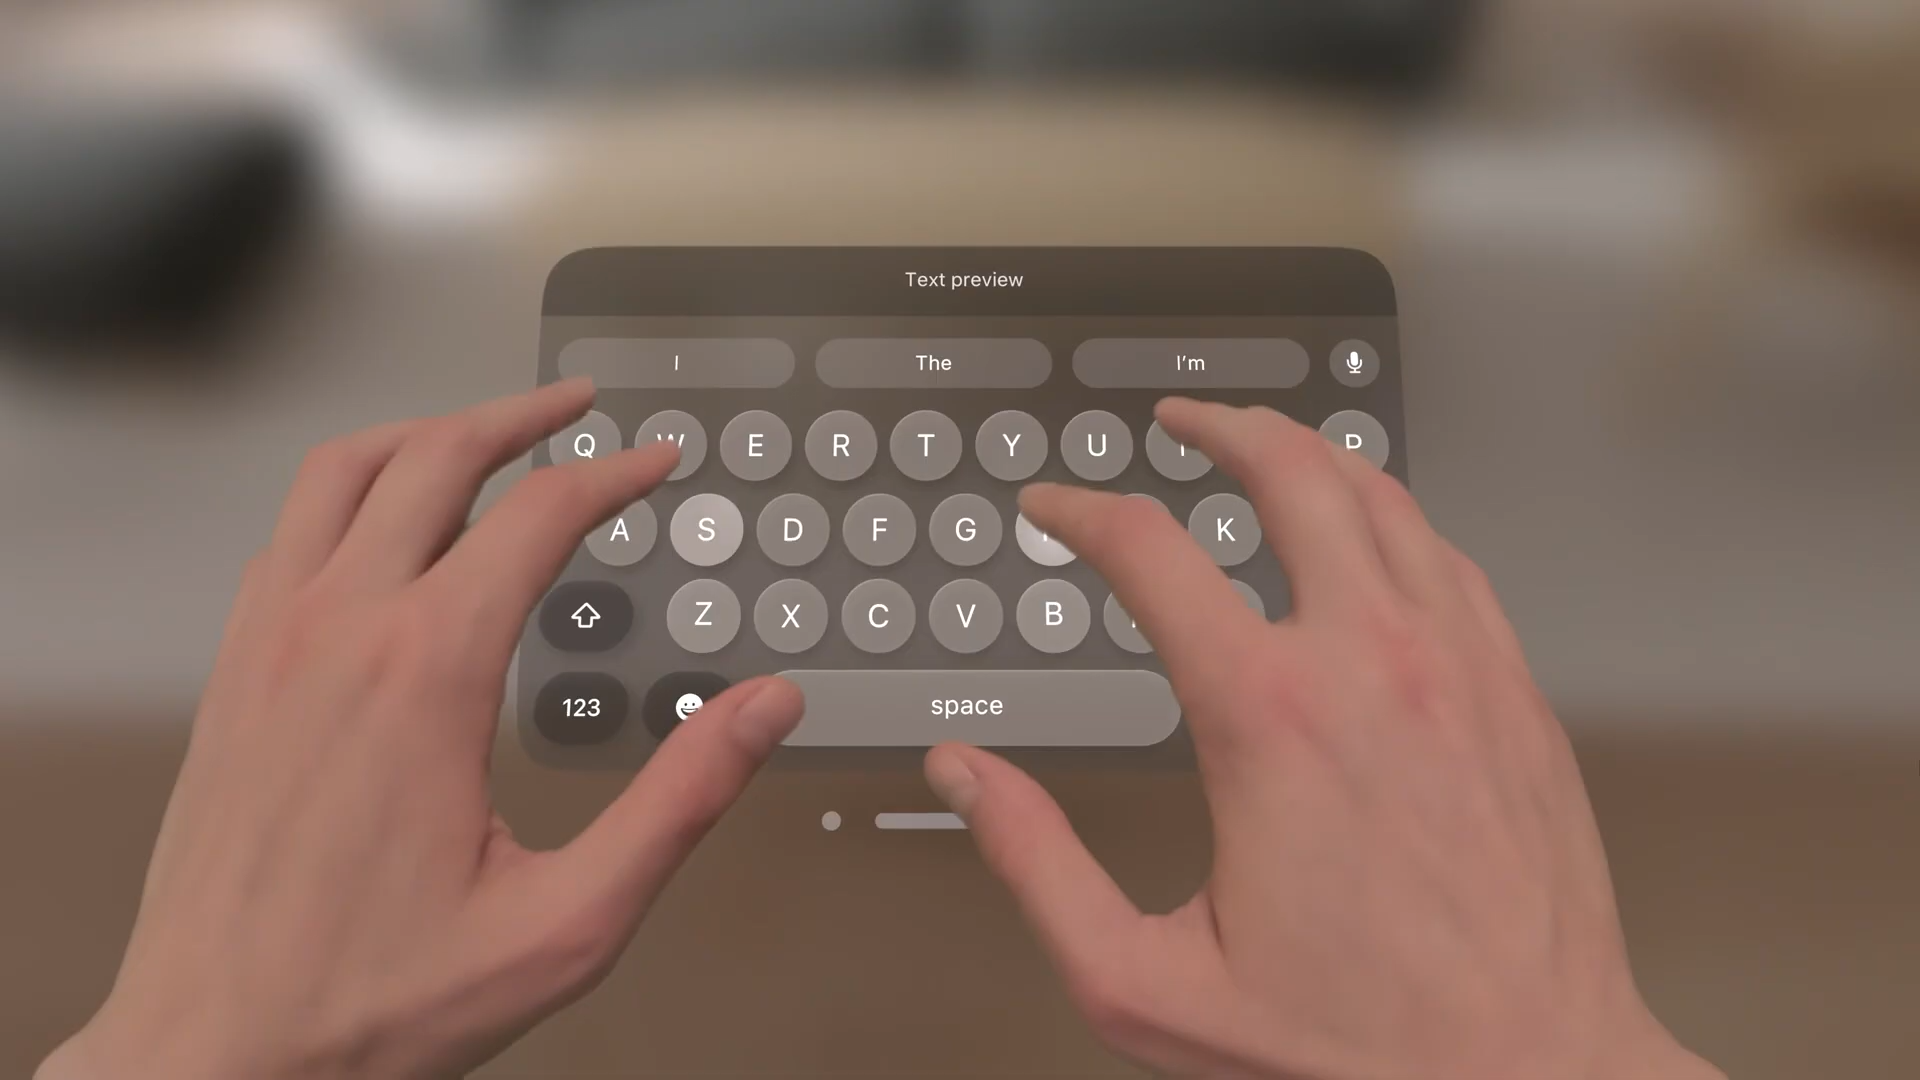 Text preview
I The I'm
Q W E R T Y U I P
A S D F G H K
Z X C V B
123 space